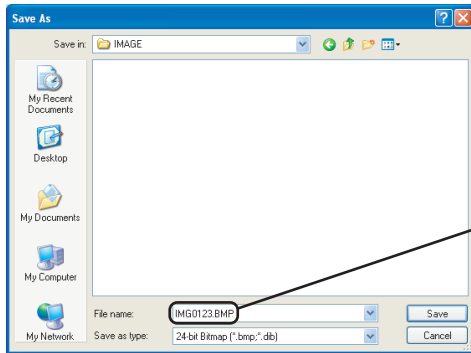 Save As
Save in:
IMAGE
My Recent
Documents
Desktop
My Documents
My Computer
My Network
File name:
IMG0123.BMP
Save
Save as type:
24-bit Bitmap (*.bmp;*.dib)
Cancel